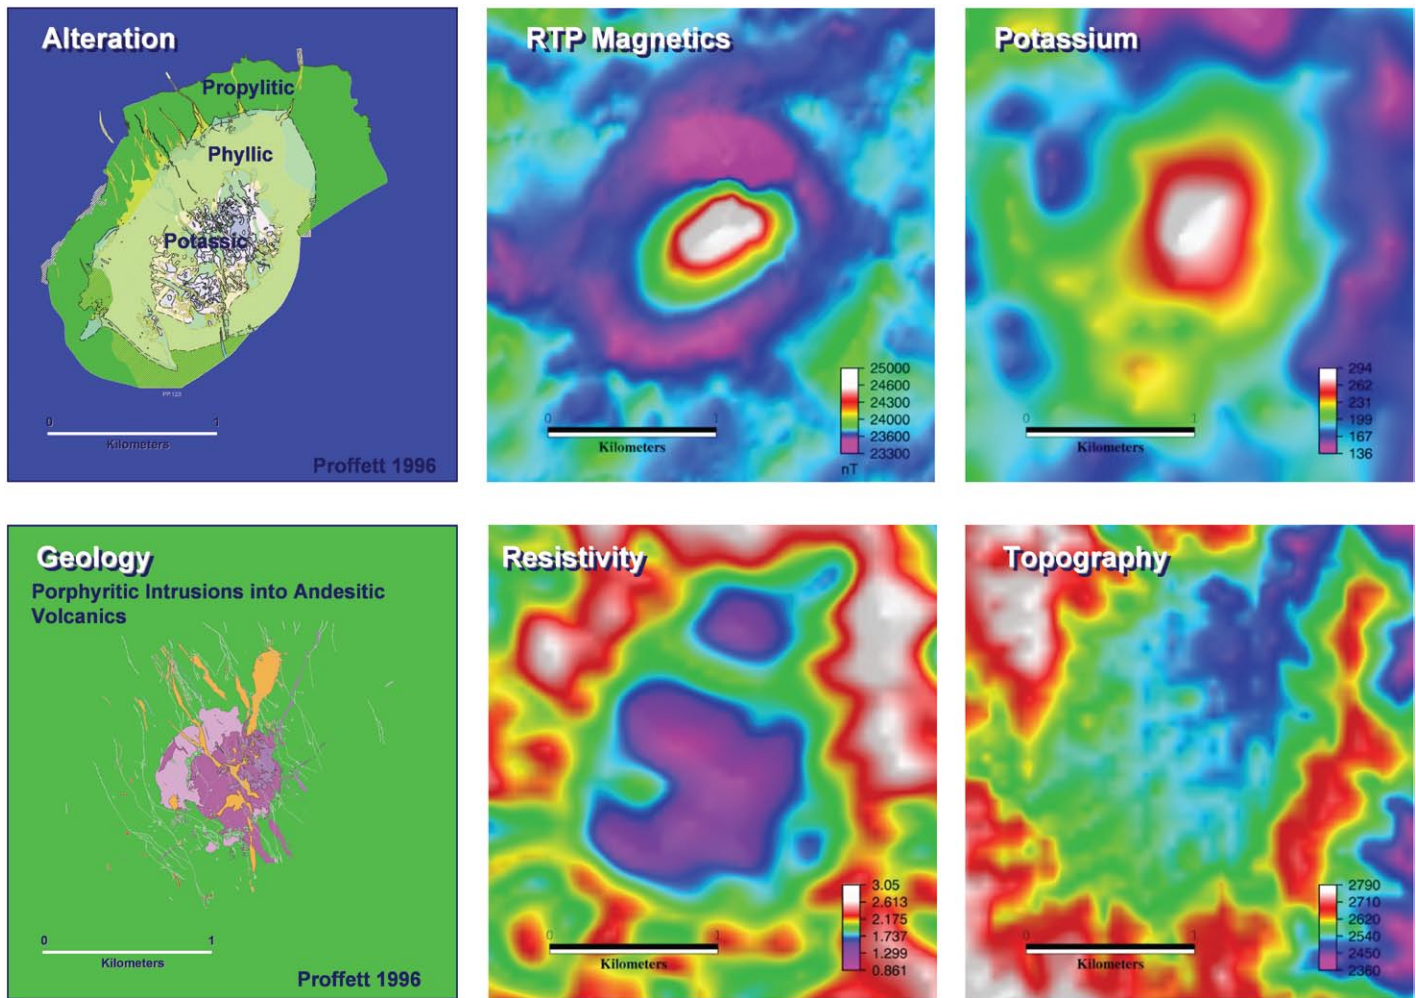 Alteration
Propylitic
Phyllic
Potassic
PP.123
0 1
Kilometers
Proffett 1996
RTP Magnetics
0 1
Kilometers
25000
24600
24300
24000
23600
23300
nT
Potassium
0 1
Kilometers
294
262
231
199
167
136
Geology
Porphyritic Intrusions into Andesitic
Volcanics
0 1
Kilometers
Proffett 1996
Resistivity
0 1
Kilometers
3.05
2.613
2.175
1.737
1.299
0.861
Topography
0 1
Kilometers
2790
2710
2620
2540
2450
2360